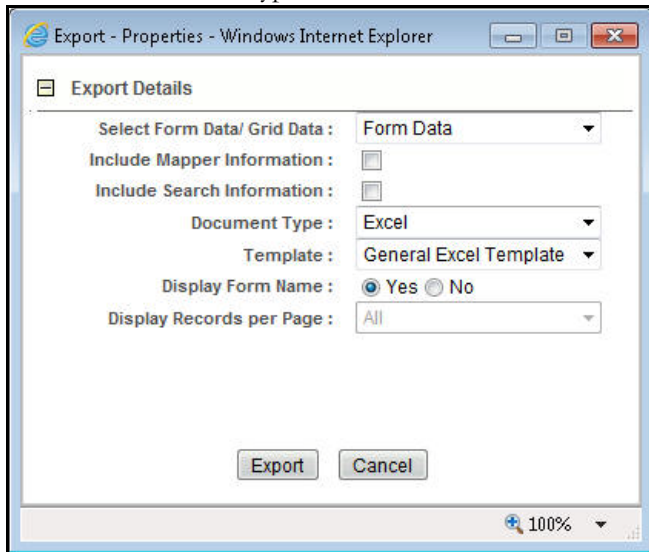 Export - Properties - Windows Internet Explorer
Export Details
Select Form Data/ Grid Data : Form Data
Include Mapper Information :
Include Search Information :
Document Type : Excel
Template : General Excel Template
Display Form Name : Yes No
Display Records per Page : All
Export Cancel
100%